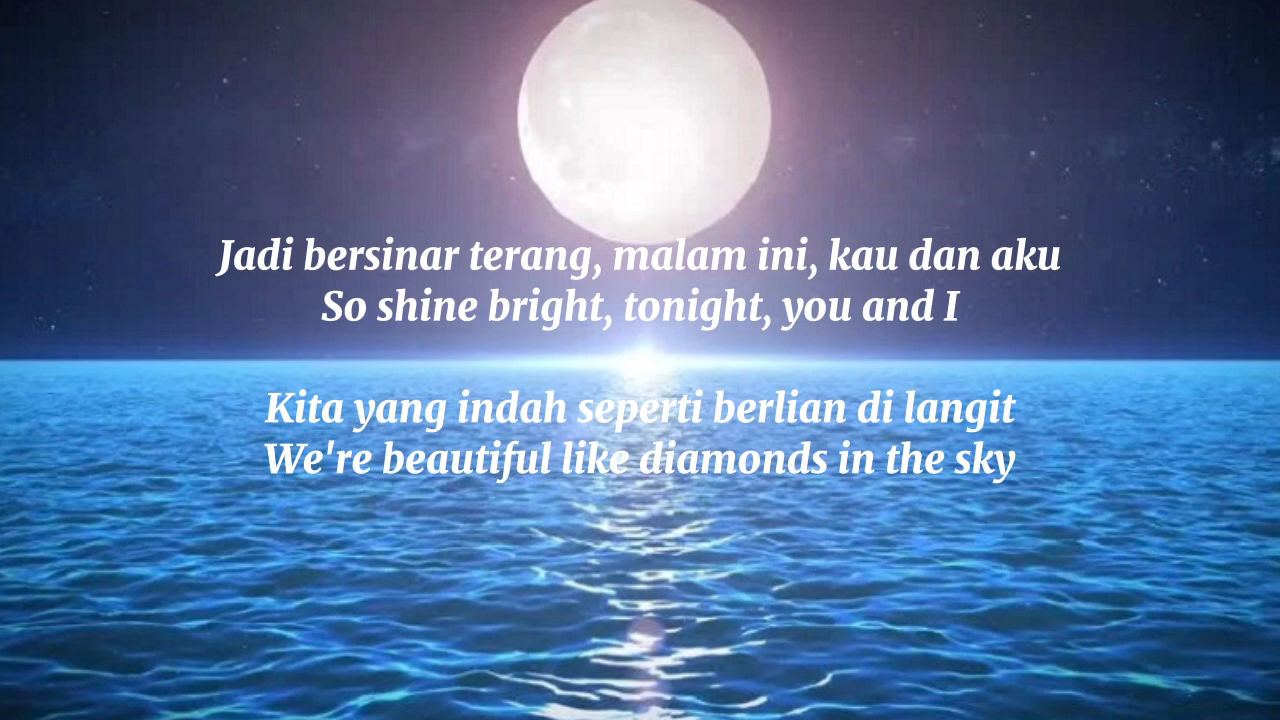 Jadi bersinar terang, malam ini, kau dan aku
So shine bright, tonight, you and I
Kita yang indah seperti berlian di langit
We're beautiful like diamonds in the sky